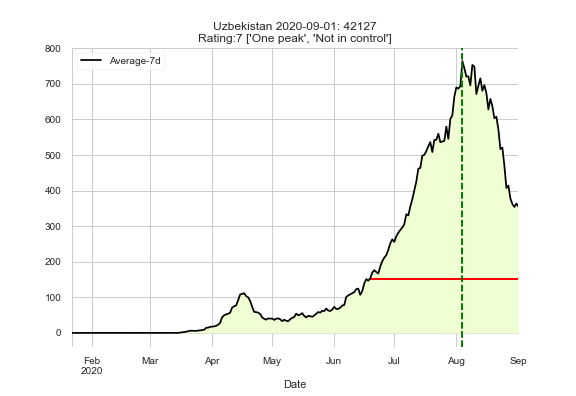 Uzbekistan 2020-09-01: 42127
Rating:7 ['One peak', 'Not in control']
Average-7d
800
700
600
500
400
300
200
100
0
Feb Mar Apr May Jun Jul Aug Sep
2020
Date